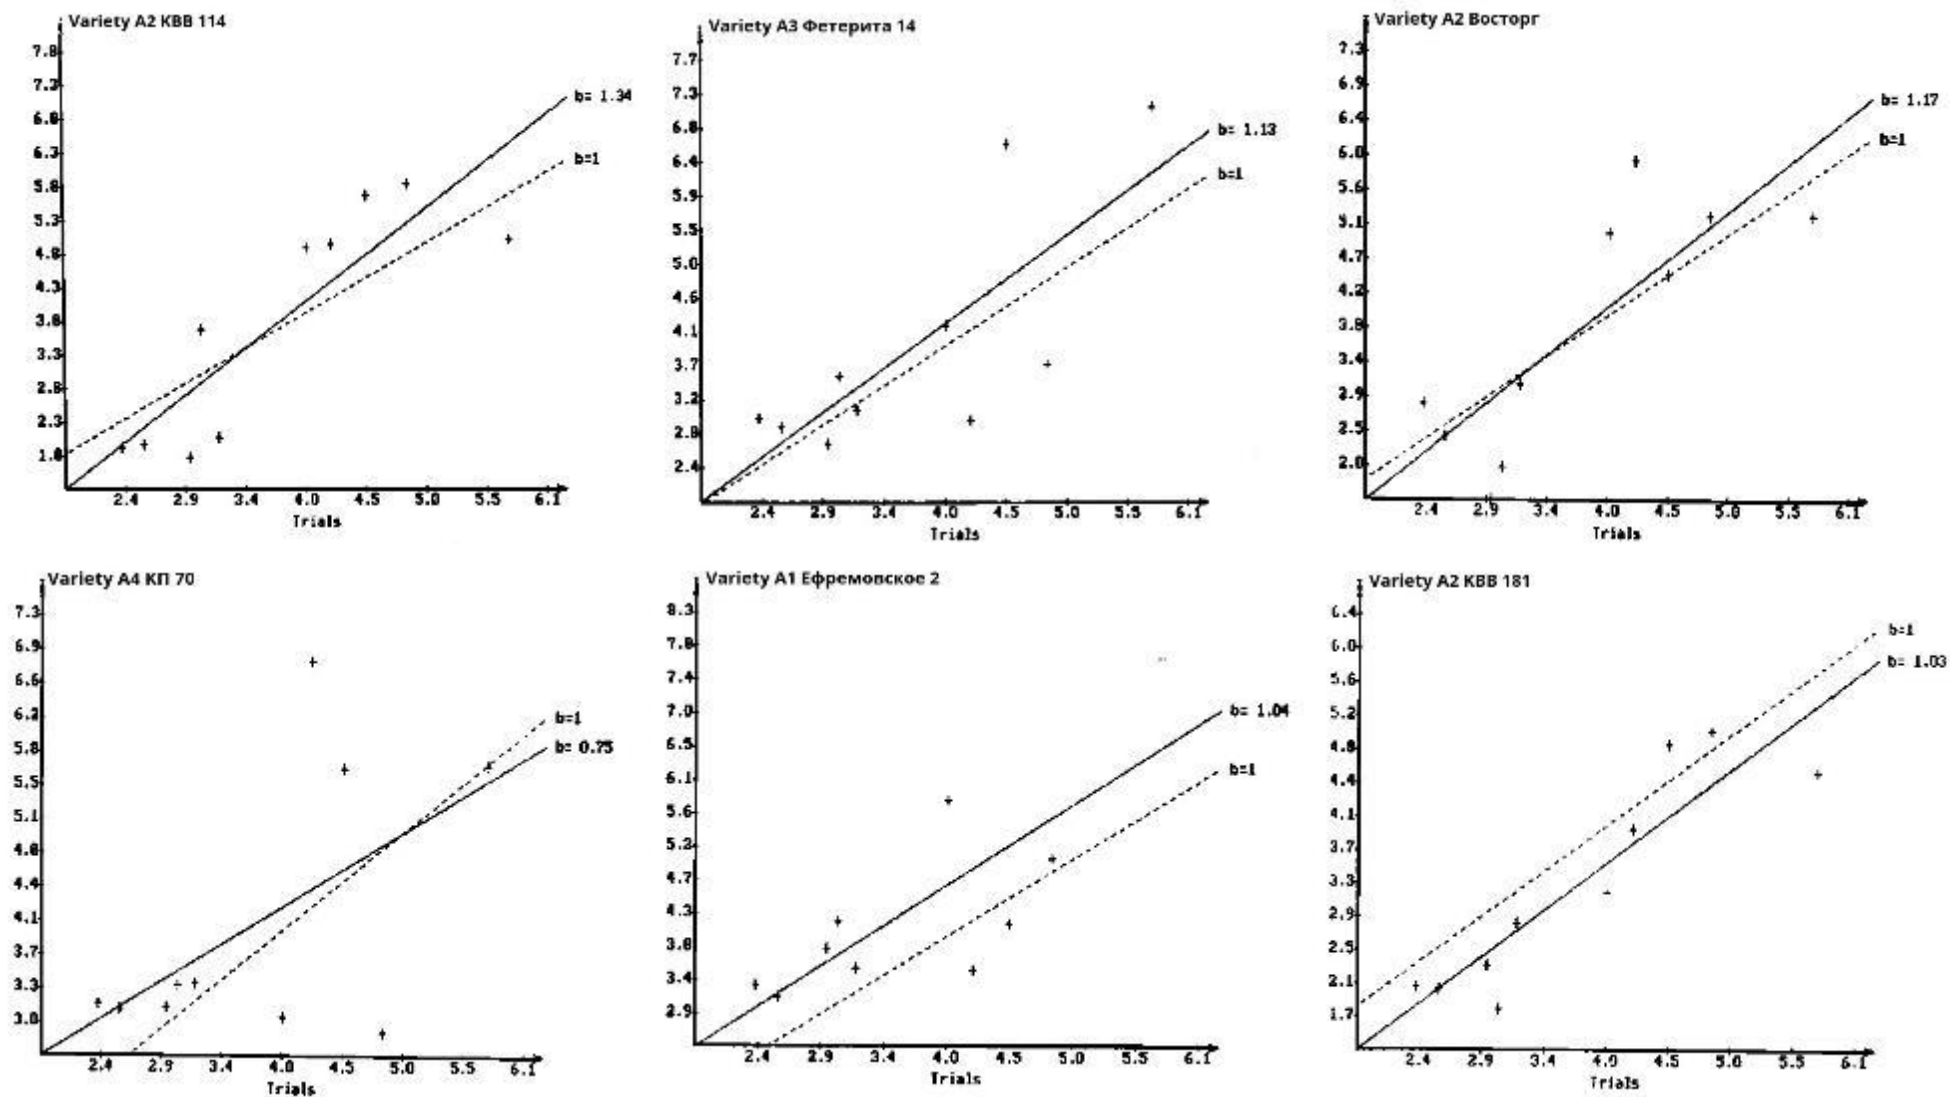 Variety A2 КВВ 114
7.8
7.3
6.8
6.3
5.8
5.3
4.8
4.3
3.8
3.3
2.8
2.3
1.8
b= 1.34
b=1
2.4 2.9 3.4 4.0 4.5 5.0 5.5 6.1
Trials
Variety A3 Фетерита 14
7.7
7.3
6.8
6.4
5.9
5.5
5.0
4.6
4.1
3.7
3.2
2.8
2.4
b= 1.13
b=1
2.4 2.9 3.4 4.0 4.5 5.0 5.5 6.1
Trials
Variety A2 Восторг
7.3
6.9
6.4
6.0
5.6
5.1
4.7
4.2
3.8
3.4
2.9
2.5
2.0
b= 1.17
b=1
2.4 2.9 3.4 4.0 4.5 5.0 5.5 6.1
Trials
Variety A4 КП 70
7.3
6.9
6.6
6.2
5.8
5.5
5.1
4.8
4.4
4.1
3.7
3.3
3.0
b=1
b= 0.75
2.4 2.9 3.4 4.0 4.5 5.0 5.5 6.1
Trials
Variety A1 Ефремовское 2
8.3
7.8
7.4
7.0
6.5
6.1
5.6
5.2
4.7
4.3
3.8
3.4
2.9
b= 1.04
b=1
2.4 2.9 3.4 4.0 4.5 5.0 5.5 6.1
Trials
Variety A2 КВВ 181
6.4
6.0
5.6
5.2
4.8
4.4
4.1
3.7
3.3
2.9
2.5
2.1
1.7
b=1
b= 1.03
2.4 2.9 3.4 4.0 4.5 5.0 5.5 6.1
Trials